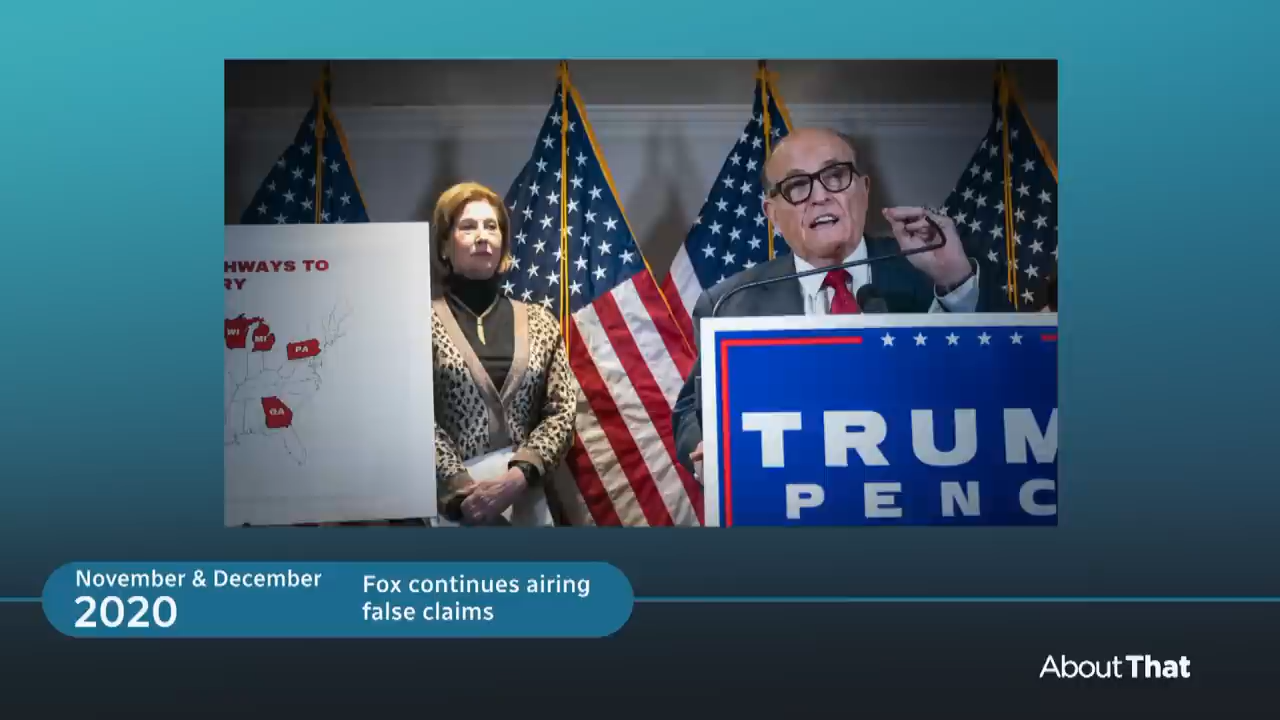 HWAYS TO
RY
WI
MI
PA
GA
TRUM
PENC
November & December
2020
Fox continues airing
false claims
About That